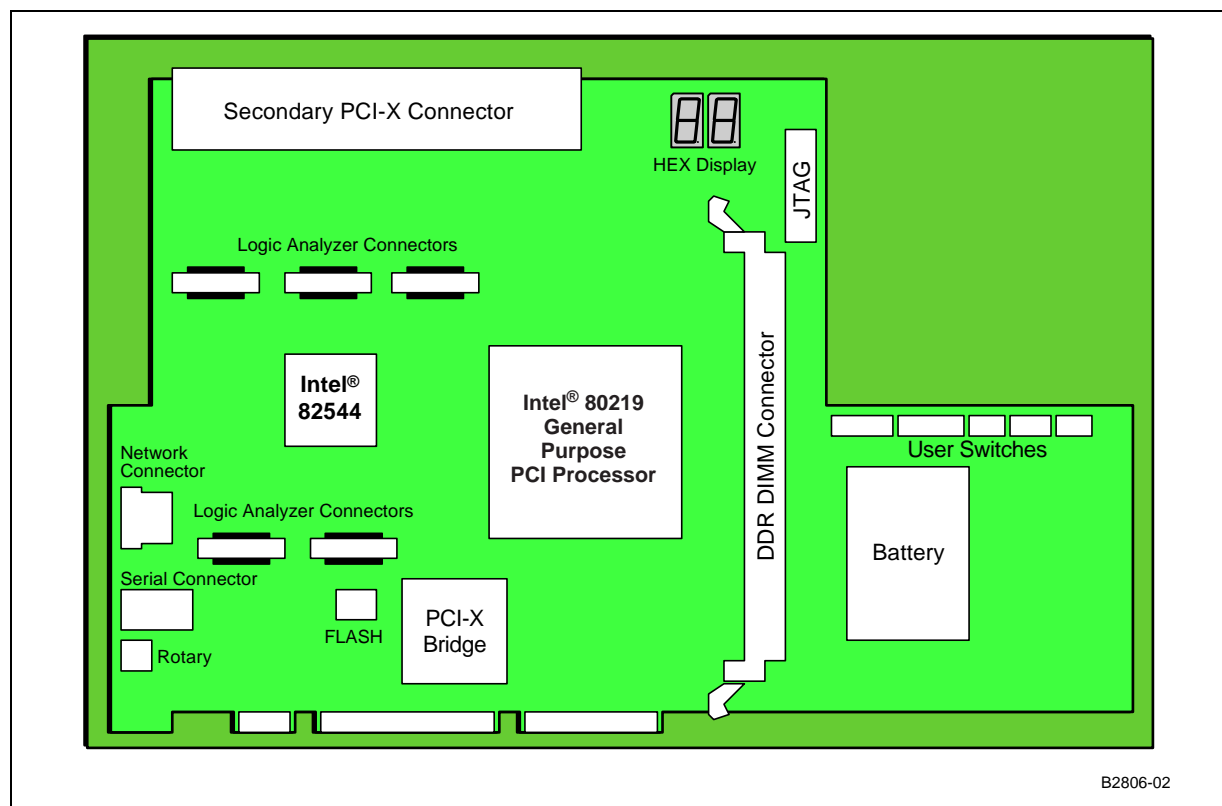 Secondary PCI-X Connector
HEX Display
JTAG
Logic Analyzer Connectors
Intel® 82544
Intel® 80219
General
Purpose
PCI Processor
DDR DIMM Connector
User Switches
Network
Connector
Logic Analyzer Connectors
Battery
Serial Connector
FLASH
PCI-X
Bridge
Rotary
B2806-02